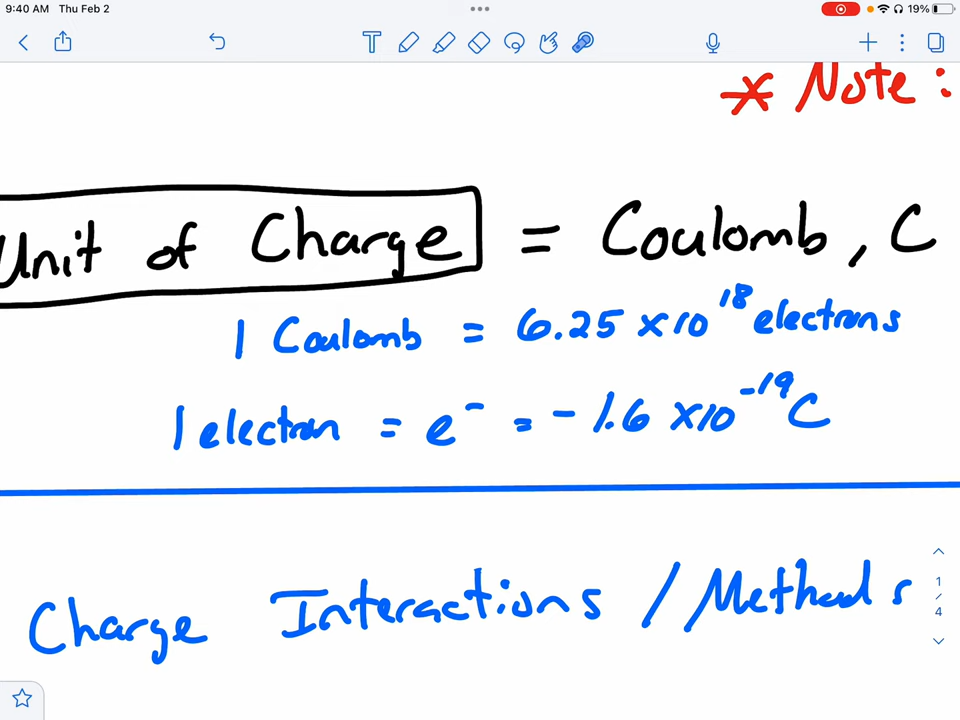 9:40 AM Thu Feb 2
19%
* Note:
Unit of Charge = Coulomb, C
1 Coulomb = 6.25 x10^18 electrons
1 electron = e^- = -1.6 x10^-19 C
1/4
Charge Interactions / Methods